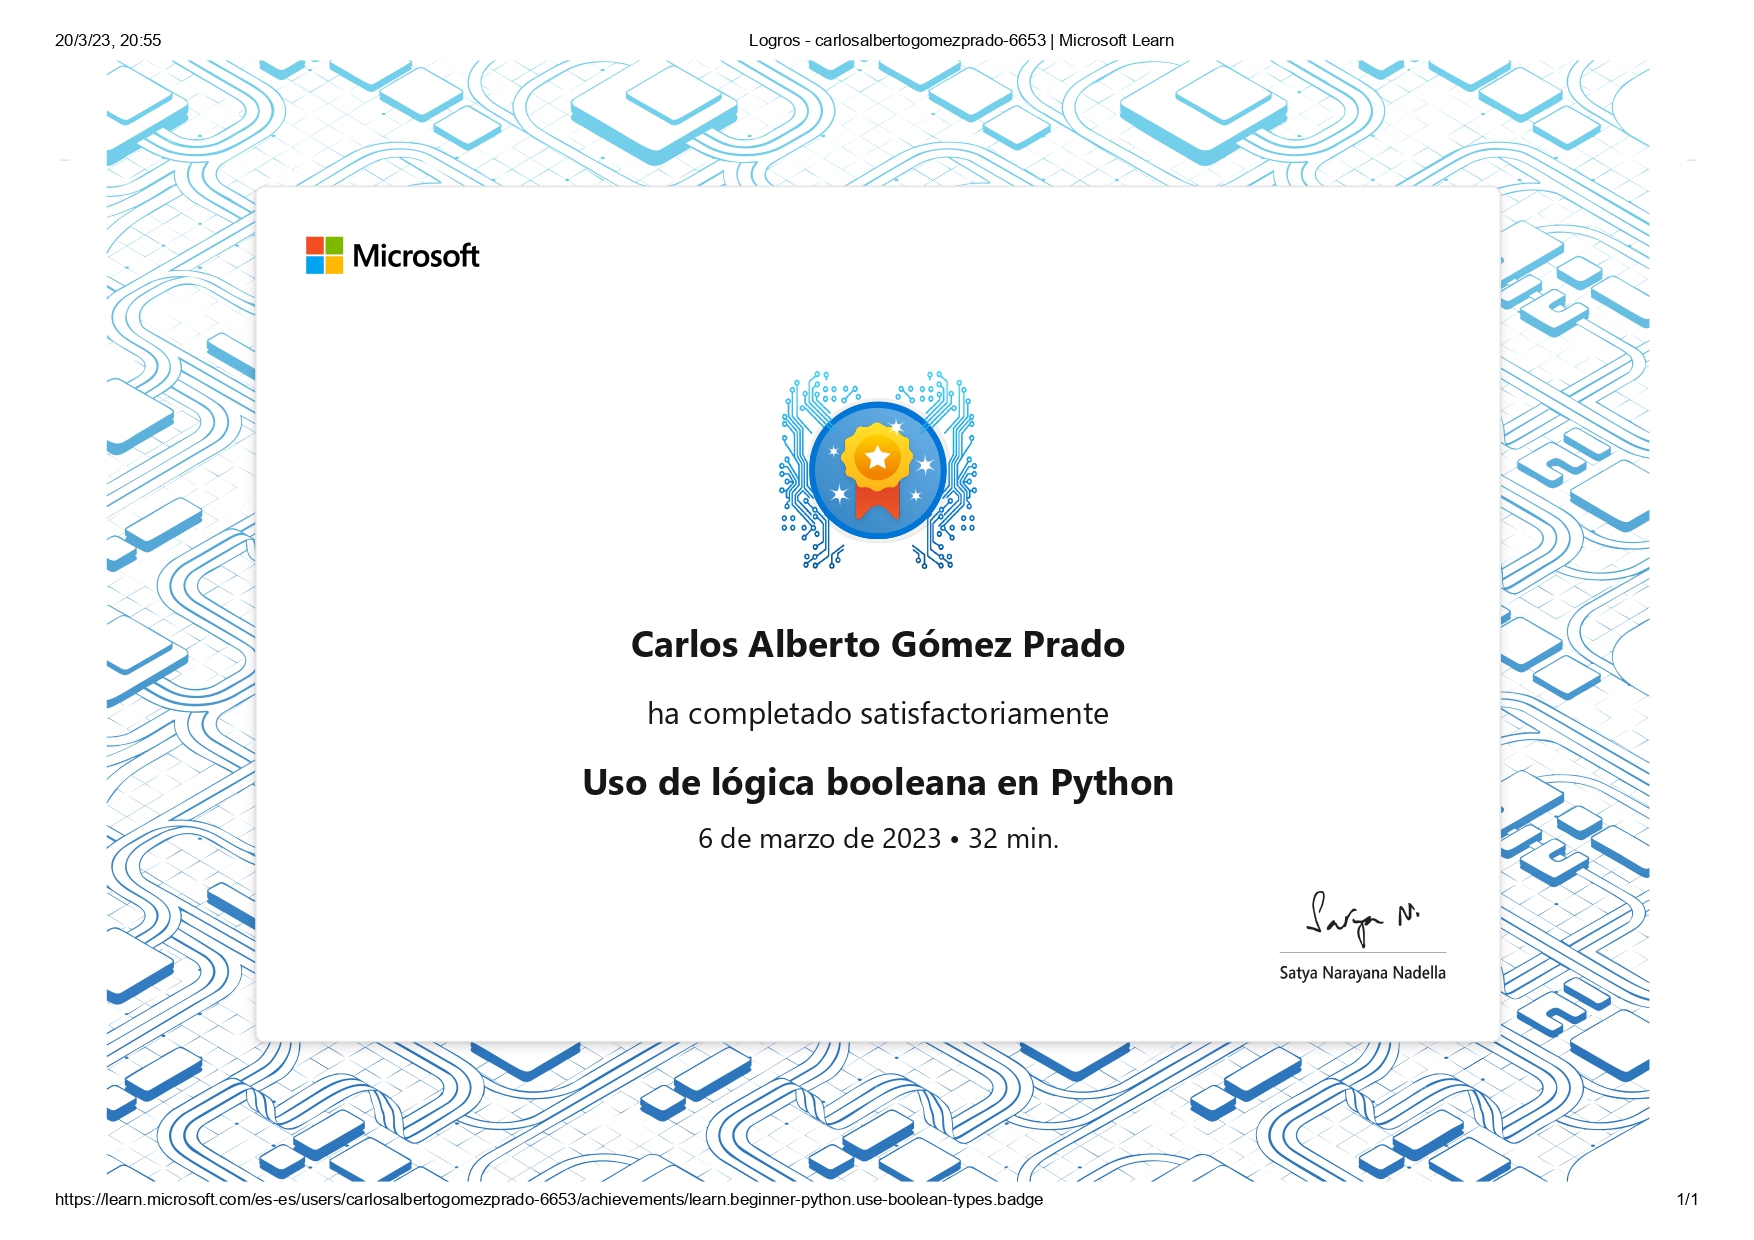 20/3/23, 20:55
Logros - carlosalbertogomezprado-6653 | Microsoft Learn
Microsoft
Carlos Alberto Gómez Prado
ha completado satisfactoriamente
Uso de lógica booleana en Python
6 de marzo de 2023 • 32 min.
Satya N.
Satya Narayana Nadella
https://learn.microsoft.com/es-es/users/carlosalbertogomezprado-6653/achievements/learn.beginner-python.use-boolean-types.badge
1/1